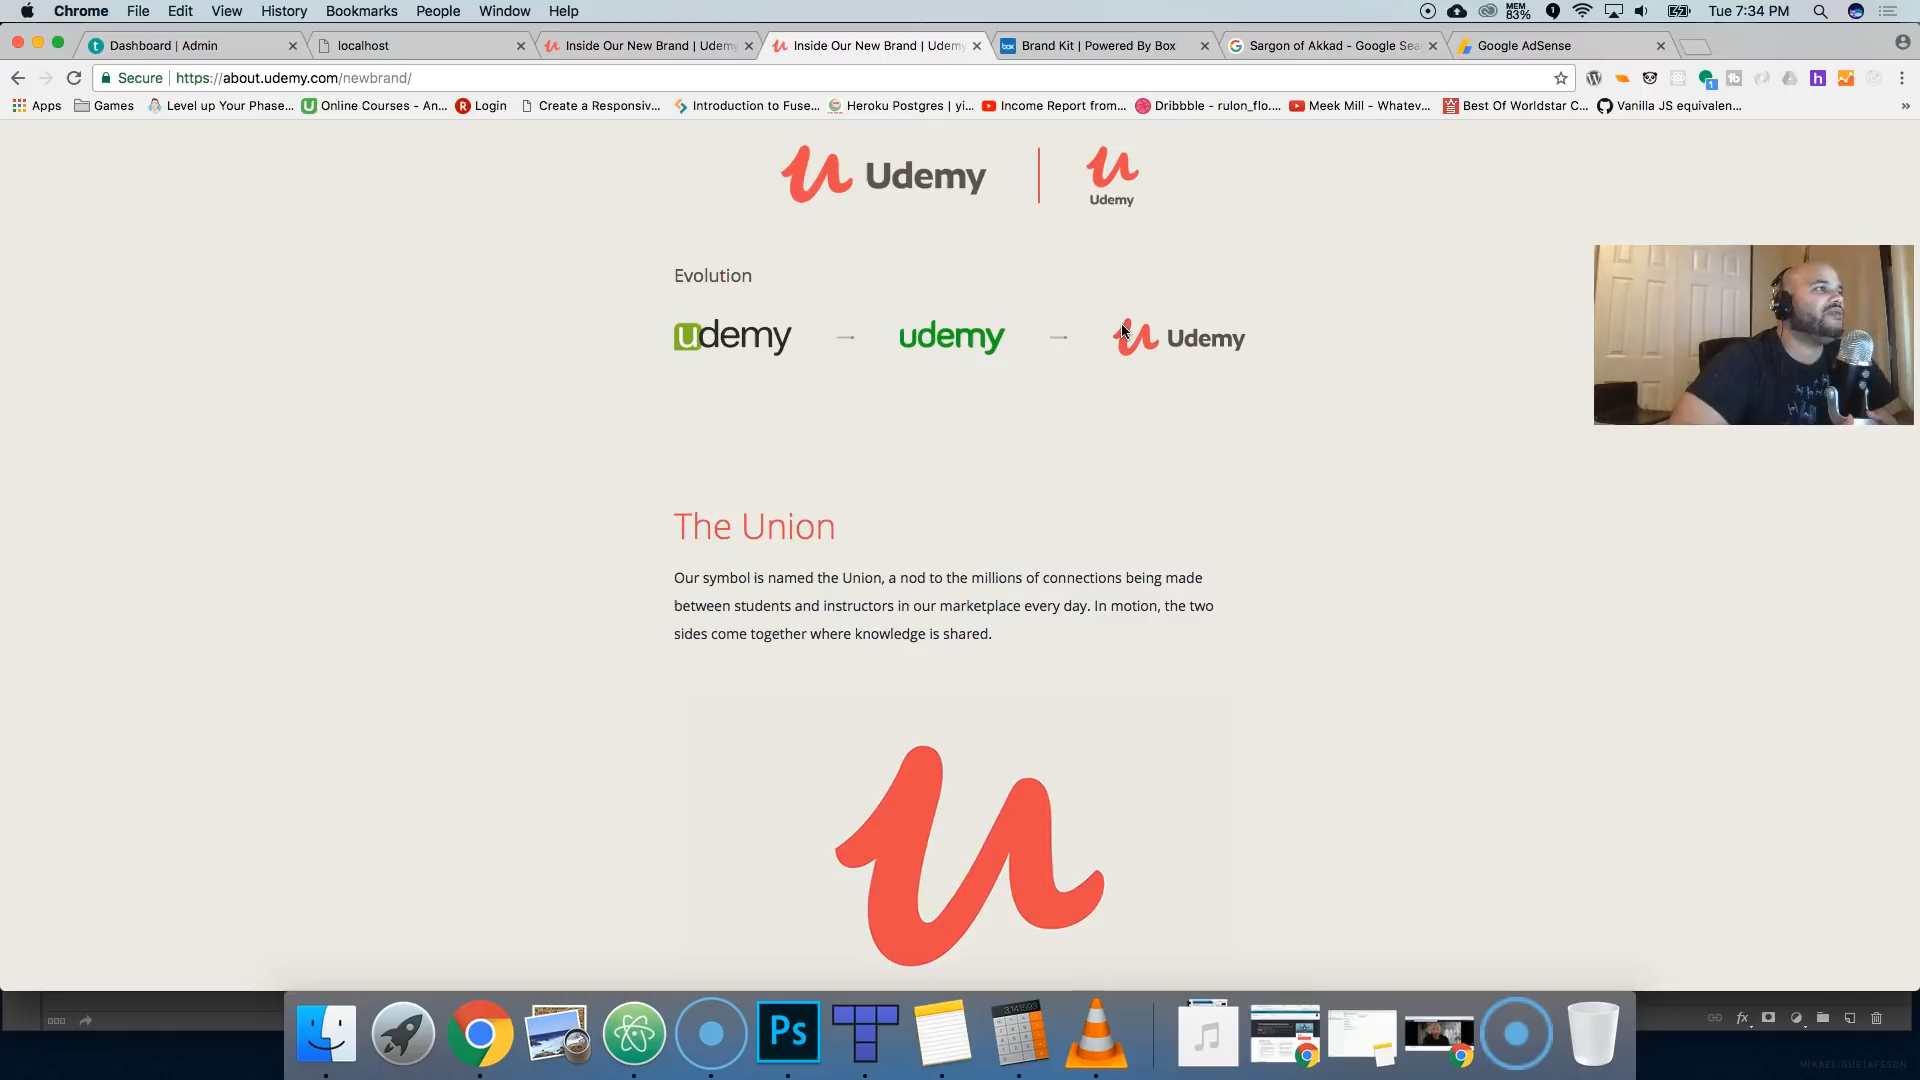 Chrome File Edit View History Bookmarks People Window Help
MEM
83%
Tue 7:34 PM
Dashboard | Admin
localhost
Inside Our New Brand | Udemy
Inside Our New Brand | Udemy
Brand Kit | Powered By Box
Sargon of Akkad - Google Sea
Google AdSense
Secure https://about.udemy.com/newbrand/
Apps
Games
Level up Your Phase...
Online Courses - An...
Login
Create a Responsiv...
Introduction to Fuse...
Heroku Postgres | yi...
Income Report from...
Dribbble - rulon_flo....
Meek Mill - Whatev...
Best Of Worldstar C...
Vanilla JS equivalen...
»
Udemy
Udemy
Evolution
udemy
udemy
Udemy
The Union
Our symbol is named the Union, a nod to the millions of connections being made
between students and instructors in our marketplace every day. In motion, the two
sides come together where knowledge is shared.
Ps
3.141593
MIKAEL GUSTAFSSON